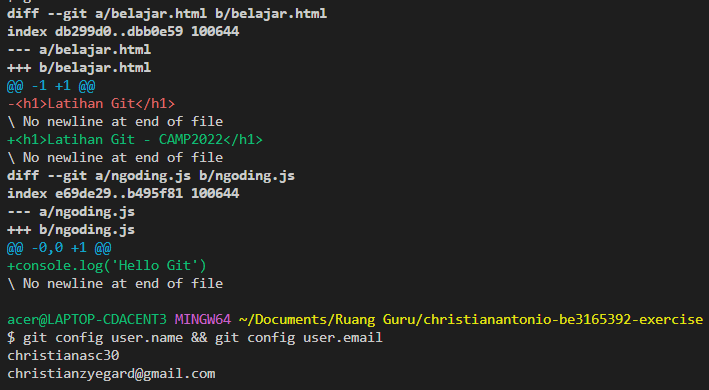 diff --git a/belajar.html b/belajar.html
index db299d0..dbb0e59 100644
--- a/belajar.html
+++ b/belajar.html
@@ -1 +1 @@
-<h1>Latihan Git</h1>
\ No newline at end of file
+<h1>Latihan Git - CAMP2022</h1>
\ No newline at end of file
diff --git a/ngoding.js b/ngoding.js
index e69de29..b495f81 100644
--- a/ngoding.js
+++ b/ngoding.js
@@ -0,0 +1 @@
+console.log('Hello Git')
\ No newline at end of file
acer@LAPTOP-CDACENT3 MINGW64 ~/Documents/Ruang Guru/christianantonio-be3165392-exercise
$ git config user.name && git config user.email
christianasc30
christianzyegard@gmail.com